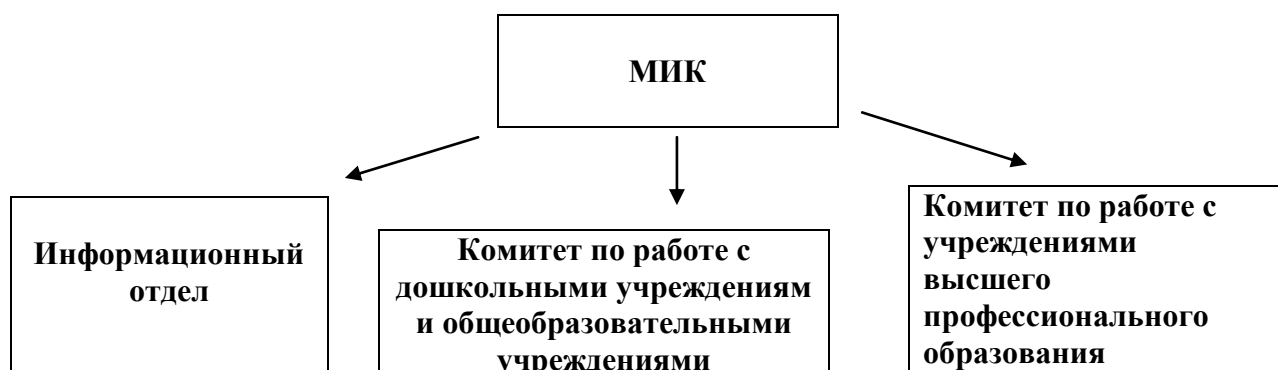 МИК
Информационный
отдел
Комитет по работе с
дошкольными учреждениям
и общеобразовательными
учреждениями
Комитет по работе с
учреждениями
высшего
профессионального
образования